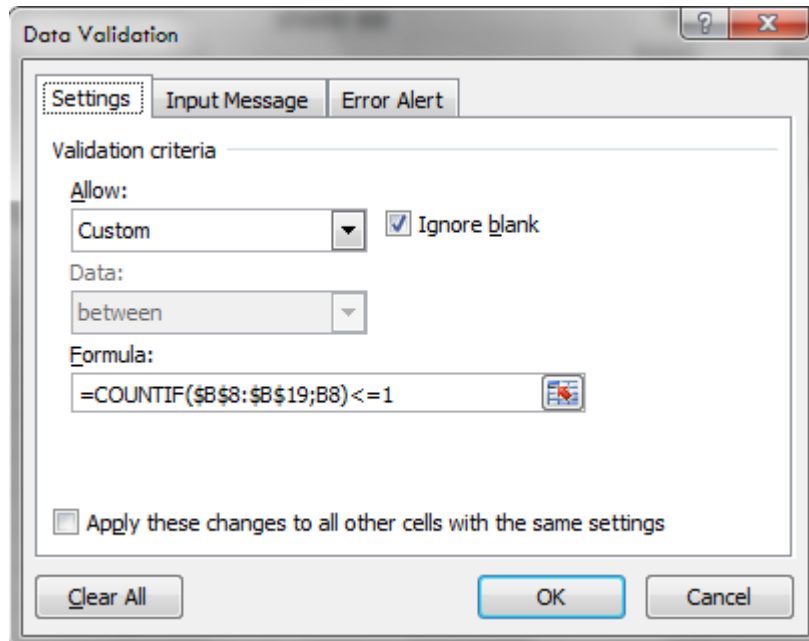 Data Validation
Settings Input Message Error Alert
Validation criteria
Allow:
Custom Ignore blank
Data:
between
Formula:
=COUNTIF($B$8:$B$19;B8)<=1
Apply these changes to all other cells with the same settings
Clear All OK Cancel